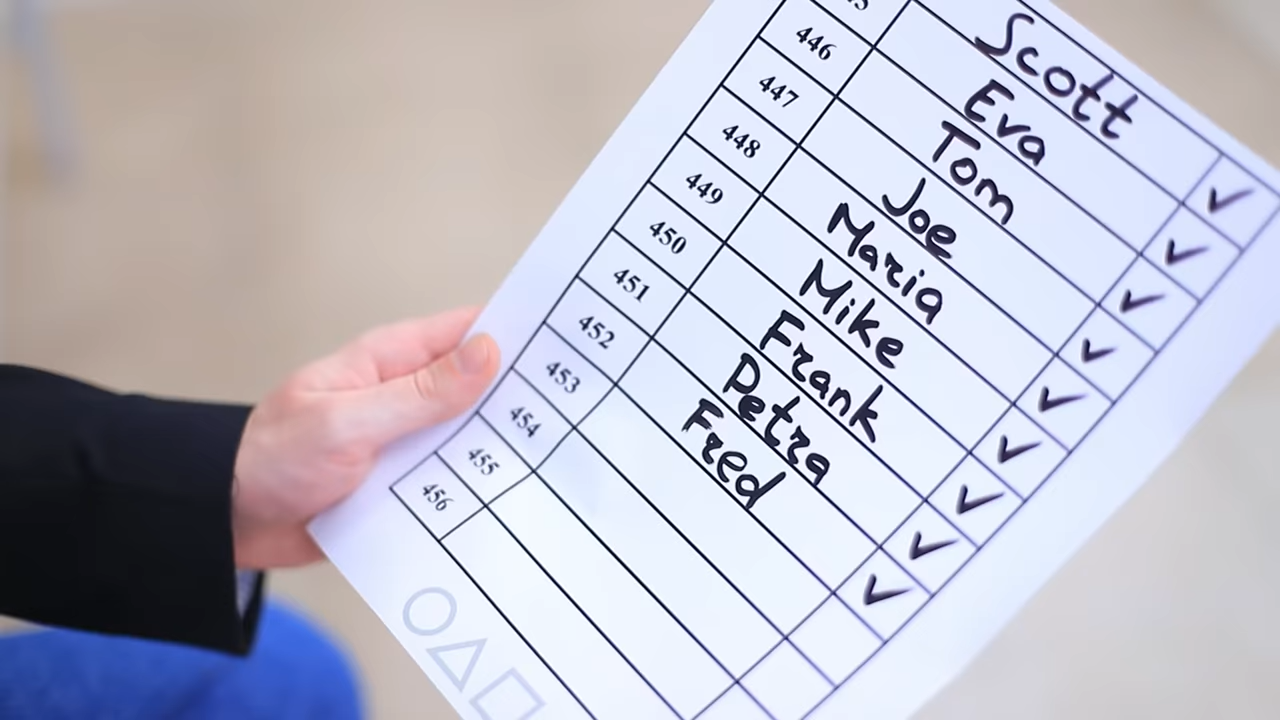 Scott ✓
446 Eva ✓
447 Tom ✓
448 Joe ✓
449 Maria ✓
450 Mike ✓
451 Frank ✓
452 Petra ✓
453 Fred ✓
454
455
456